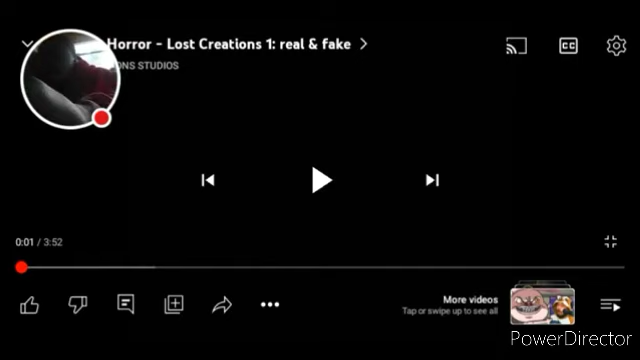 Horror - Lost Creations 1: real & fake
ONS STUDIOS
CC
0:01 / 3:52
More videos
Tap or swipe up to see all
PowerDirector